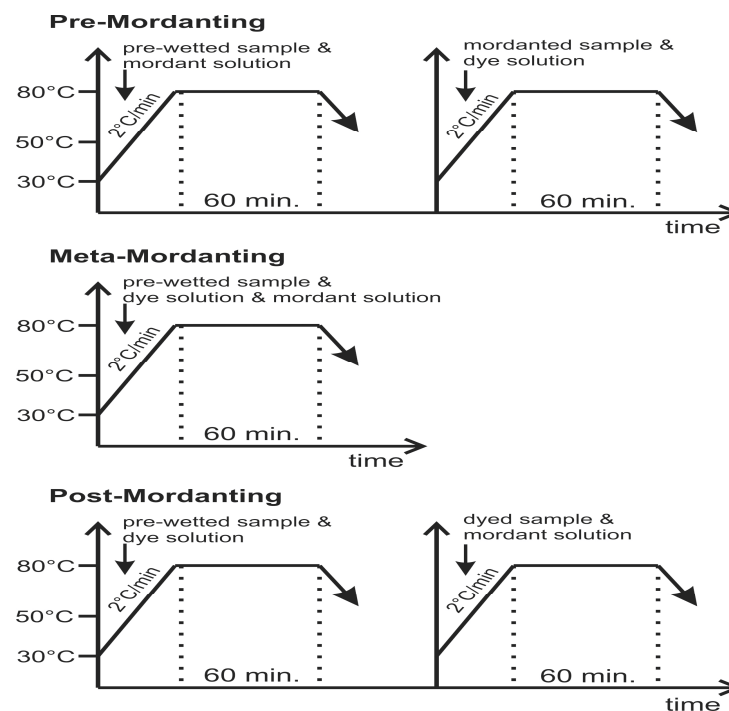 Pre-Mordanting
pre-wetted sample &
mordant solution
mordanted sample &
dye solution
80°C
2°C/min
2°C/min
50°C
30°C
60 min.
60 min.
time
Meta-Mordanting
pre-wetted sample &
dye solution & mordant solution
80°C
2°C/min
50°C
30°C
60 min.
time
Post-Mordanting
pre-wetted sample &
dye solution
dyed sample &
mordant solution
80°C
2°C/min
2°C/min
50°C
30°C
60 min.
60 min.
time